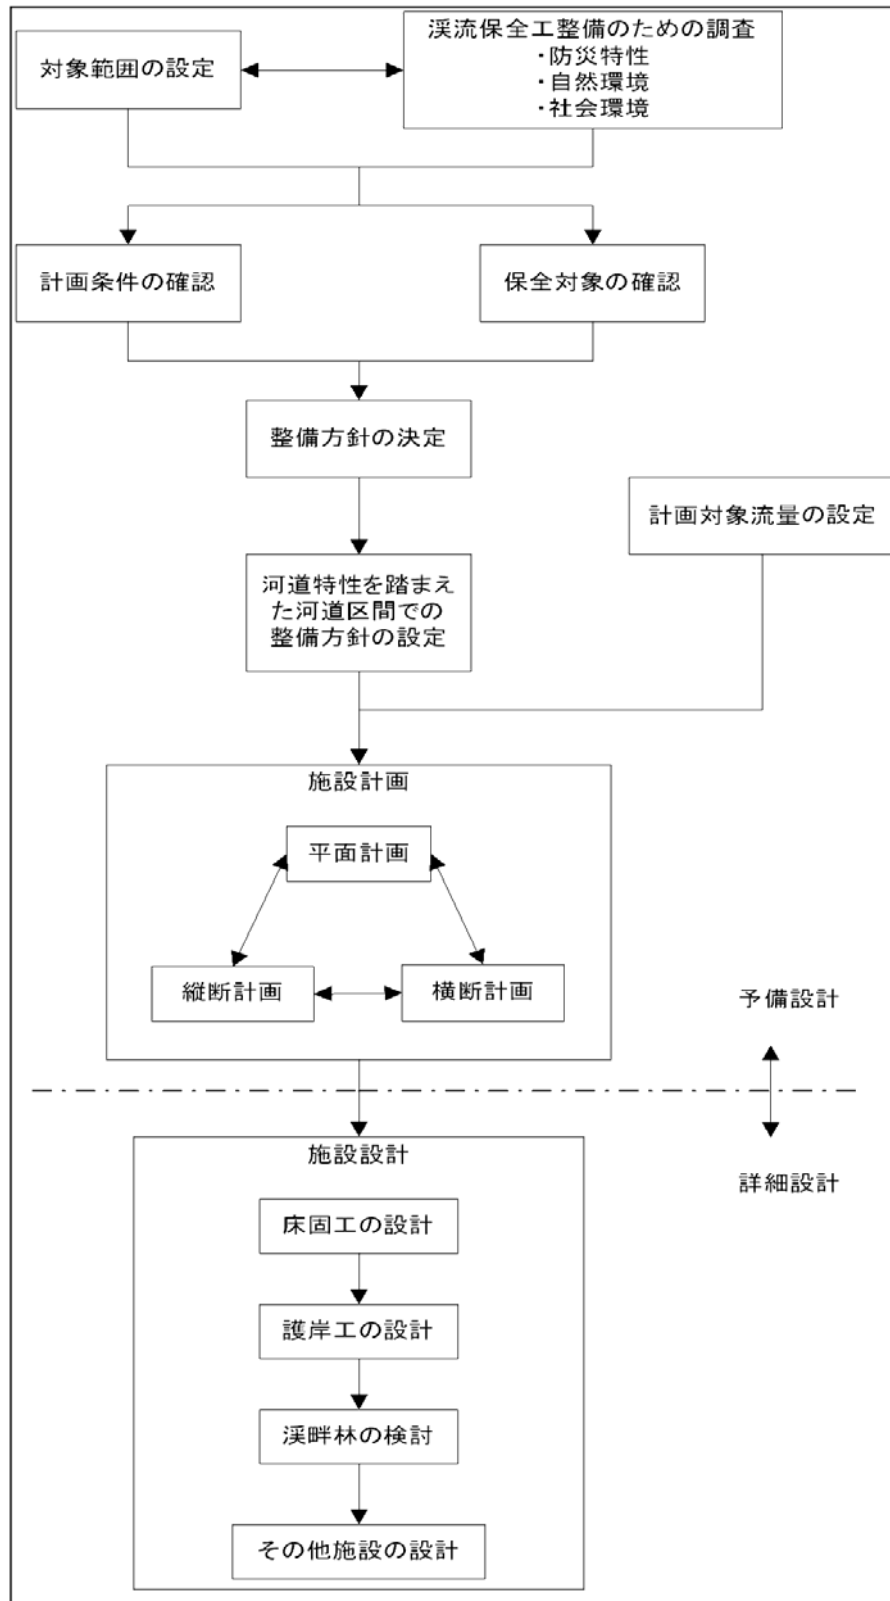 対象範囲の設定
渓流保全工整備のための調査
・防災特性
・自然環境
・社会環境
計画条件の確認
保全対象の確認
整備方針の決定
計画対象流量の設定
河道特性を踏まえ
た河道区間での
整備方針の設定
施設計画
平面計画
縦断計画
横断計画
予備設計
詳細設計
施設設計
床固工の設計
護岸工の設計
渓畔林の検討
その他施設の設計